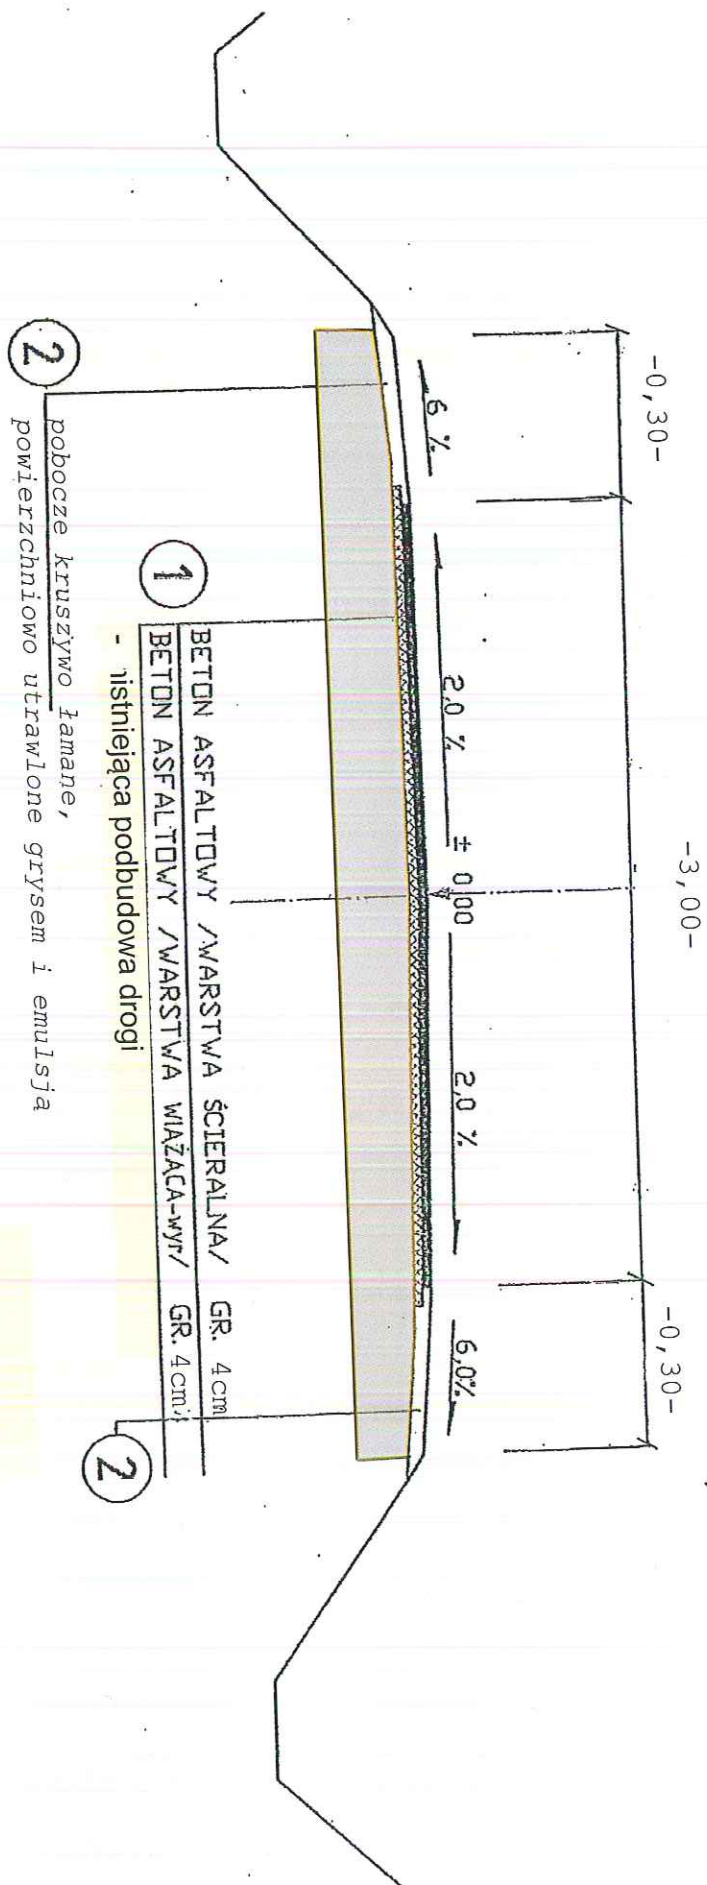 -0,30-
-3,00-
-0,30-
6 %
2,0 %
± 0,00
2,0 %
6,0%
1
BETON ASFALTOWY /WARSTWA ŚCIERALNA/ GR. 4cm
BETON ASFALTOWY /WARSTWA WIAŻACA-wyr/ GR. 4cm
- istniejąca podbudowa drogi
2
2
pobocze kruszywo łamane,
powierzchniowo utrawlone grysem i emulsja